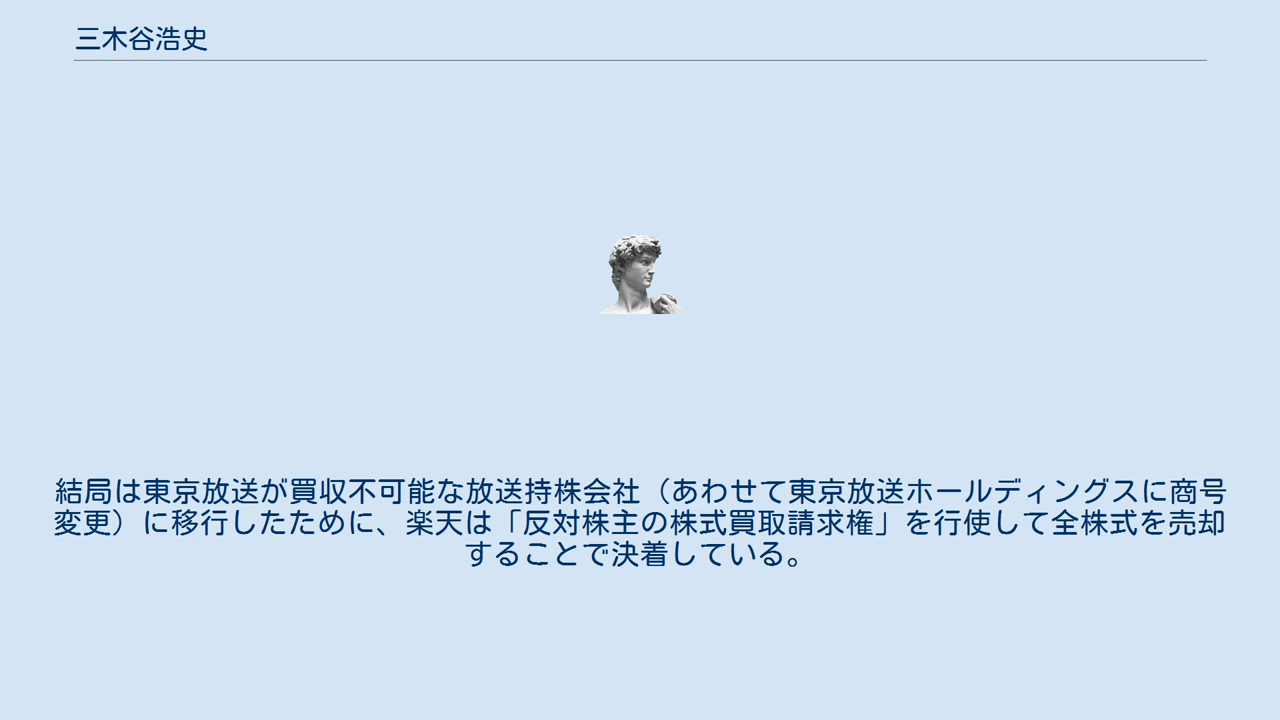 三木谷浩史
結局は東京放送が買収不可能な放送持株会社（あわせて東京放送ホールディングスに商号
変更）に移行したために、楽天は「反対株主の株式買取請求権」を行使して全株式を売却
することで決着している。